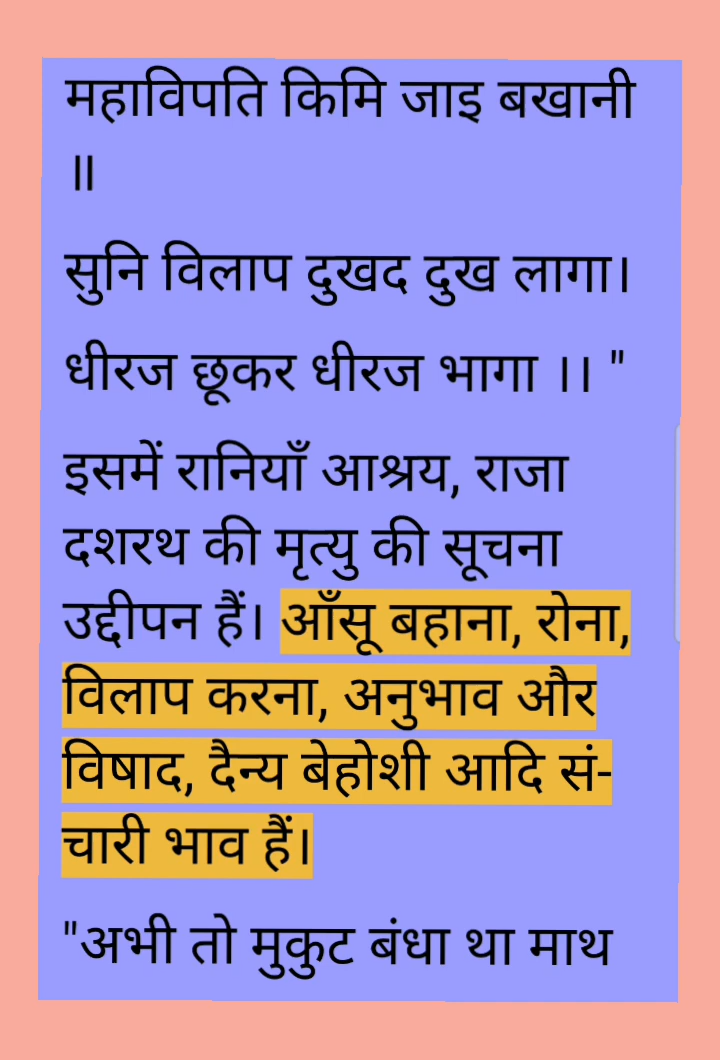 महाविपति किमि जाइ बखानी
॥
सुनि विलाप दुखद दुख लागा।
धीरज छूकर धीरज भागा ।। "
इसमें रानियाँ आश्रय, राजा
दशरथ की मृत्यु की सूचना
उद्दीपन हैं। आँसू बहाना, रोना,
विलाप करना, अनुभाव और
विषाद, दैन्य बेहोशी आदि सं-
चारी भाव हैं।
"अभी तो मुकुट बंधा था माथ